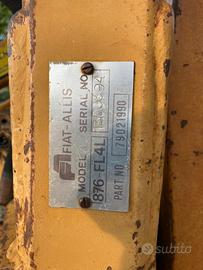 FIAT-ALLIS
MODEL SERIAL NO.
876-FL4L
PART NO. 79021990
subito